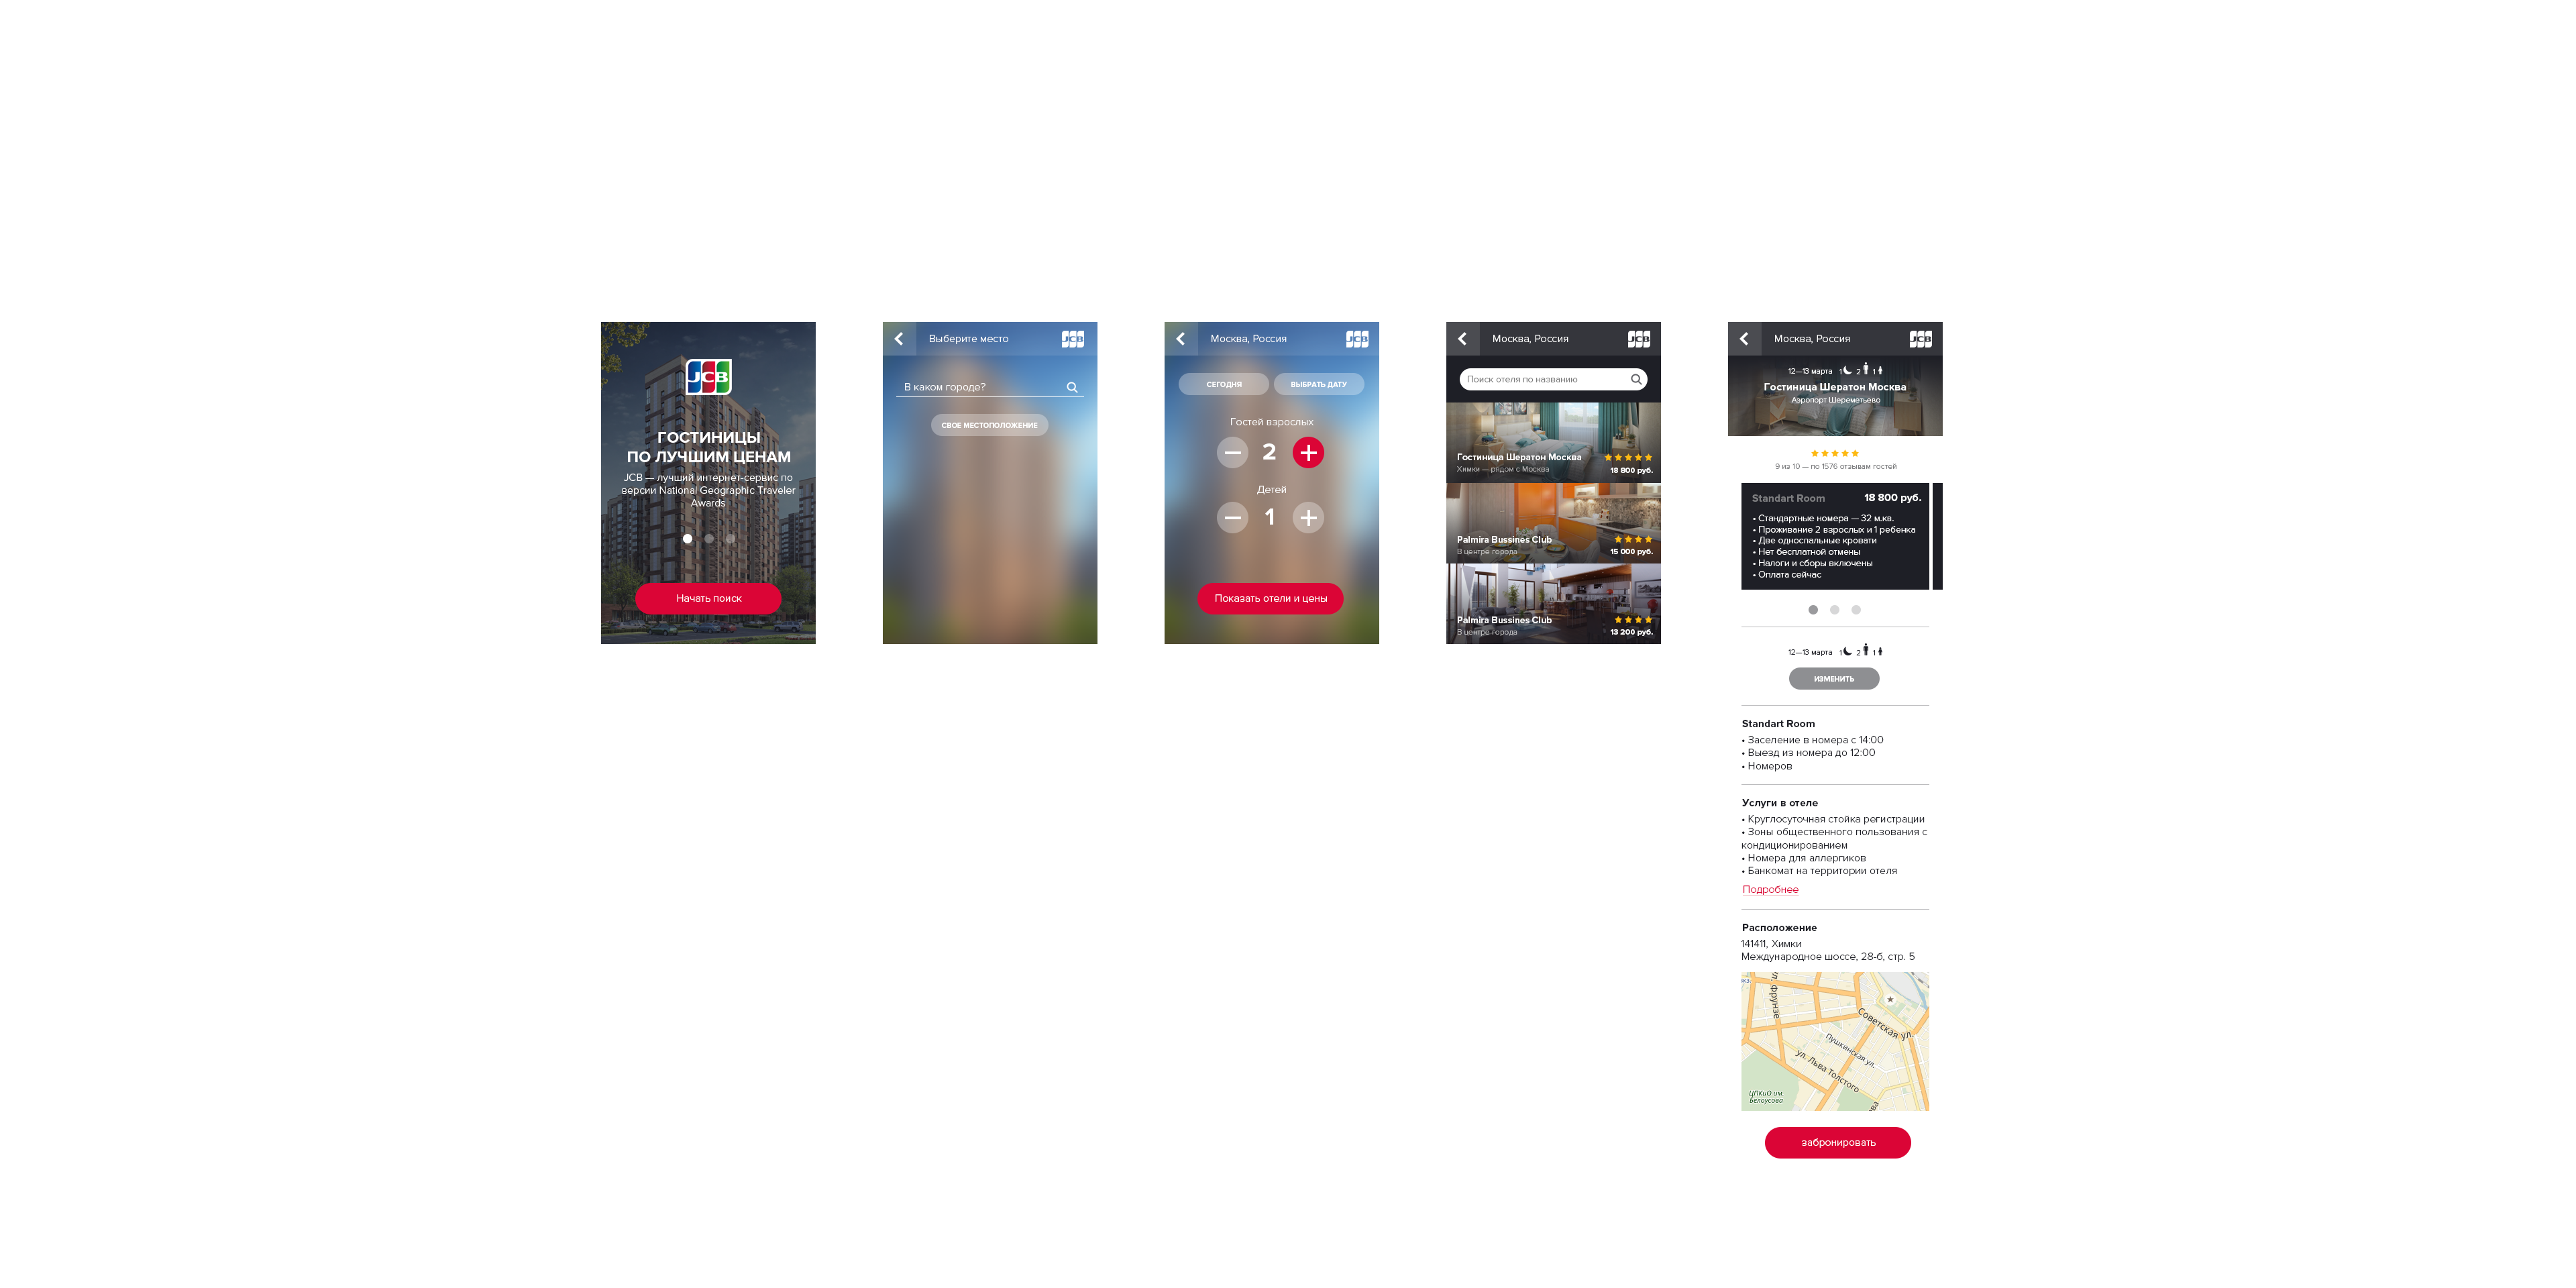 JCB
ГОСТИНИЦЫ
ПО ЛУЧШИМ ЦЕНАМ
JCB — лучший интернет-сервис по
версии National Geographic Traveler
Awards
Начать поиск
Выберите место
JCB
В каком городе?
СВОЕ МЕСТОПОЛОЖЕНИЕ
Москва, Россия
JCB
СЕГОДНЯ
ВЫБРАТЬ ДАТУ
Гостей взрослых
2
Детей
1
Показать отели и цены
Москва, Россия
JCB
Поиск отеля по названию
Гостиница Шератон Москва
Химки — рядом с Москва
18 800 руб.
Palmira Bussines Club
В центре города
15 000 руб.
Palmira Bussines Club
В центре города
13 200 руб.
Москва, Россия
JCB
12—13 марта 1 2 1
Гостиница Шератон Москва
Аэропорт Шереметьево
9 из 10 — по 1576 отзывам гостей
Standart Room 18 800 руб.
• Стандартные номера — 32 м.кв.
• Проживание 2 взрослых и 1 ребенка
• Две односпальные кровати
• Нет бесплатной отмены
• Налоги и сборы включены
• Оплата сейчас
12—13 марта 1 2 1
ИЗМЕНИТЬ
Standart Room
• Заселение в номера с 14:00
• Выезд из номера до 12:00
• Номеров
Услуги в отеле
• Круглосуточная стойка регистрации
• Зоны общественного пользования с
кондиционированием
• Номера для аллергиков
• Банкомат на территории отеля
Подробнее
Расположение
141411, Химки
Международное шоссе, 28-б, стр. 5
ул. Фрунзе
Советская ул.
Пушкинская ул.
ул. Льва Толстого
ЦПКиО им.
Белоусова
забронировать